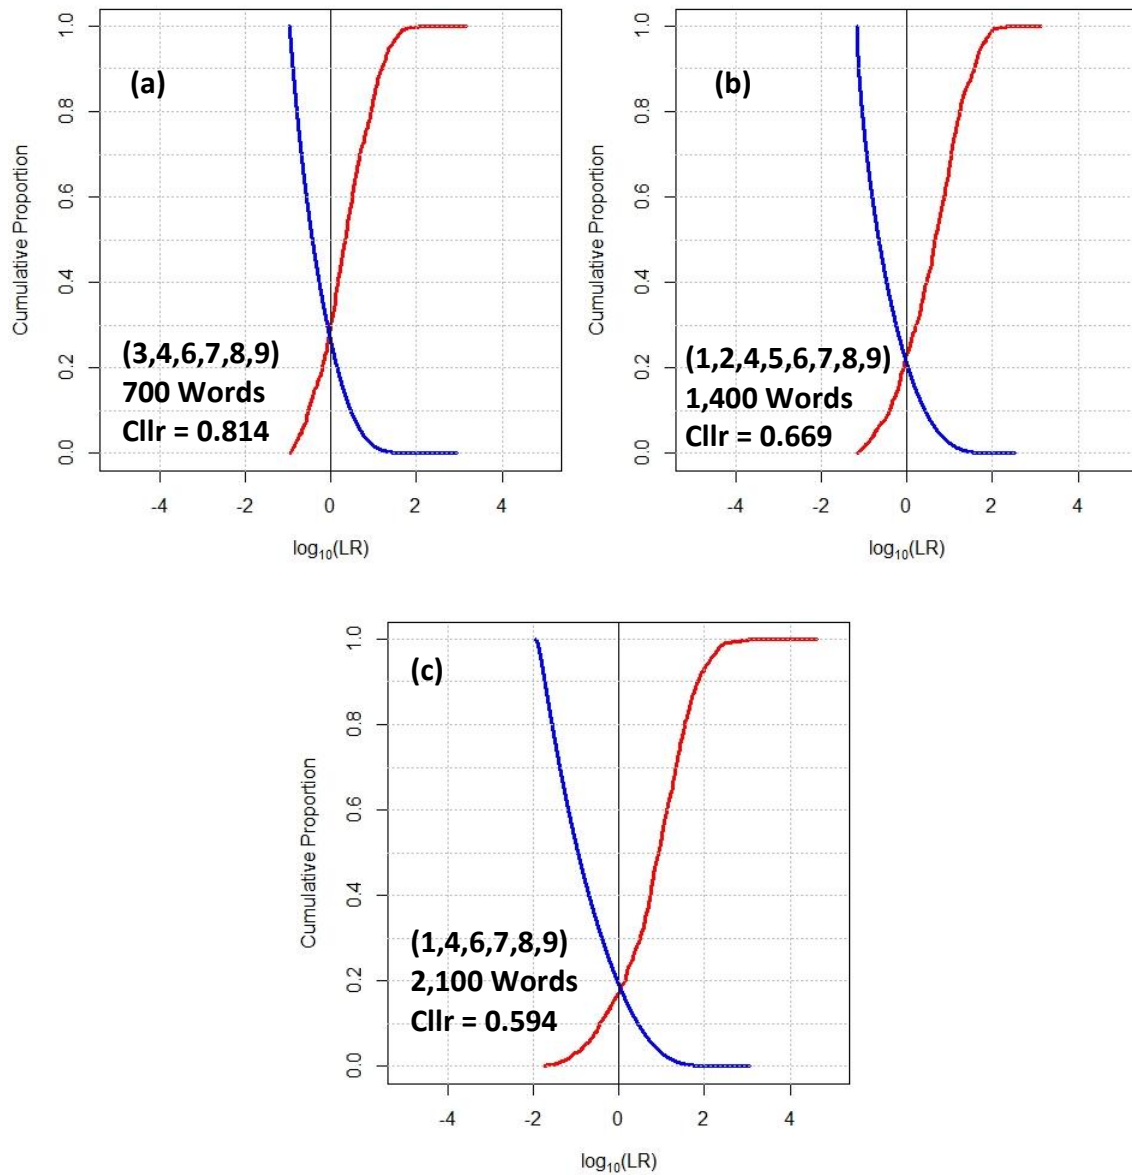 (a)
Cumulative Proportion
1.0
0.8
0.6
0.4
0.2
0.0
(3,4,6,7,8,9)
700 Words
Cllr = 0.814
-4 -2 0 2 4
log10(LR)
(b)
Cumulative Proportion
1.0
0.8
0.6
0.4
0.2
0.0
(1,2,4,5,6,7,8,9)
1,400 Words
Cllr = 0.669
-4 -2 0 2 4
log10(LR)
(c)
Cumulative Proportion
1.0
0.8
0.6
0.4
0.2
0.0
(1,4,6,7,8,9)
2,100 Words
Cllr = 0.594
-4 -2 0 2 4
log10(LR)